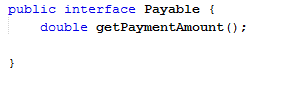 public interface Payable {
    double getPaymentAmount();
}